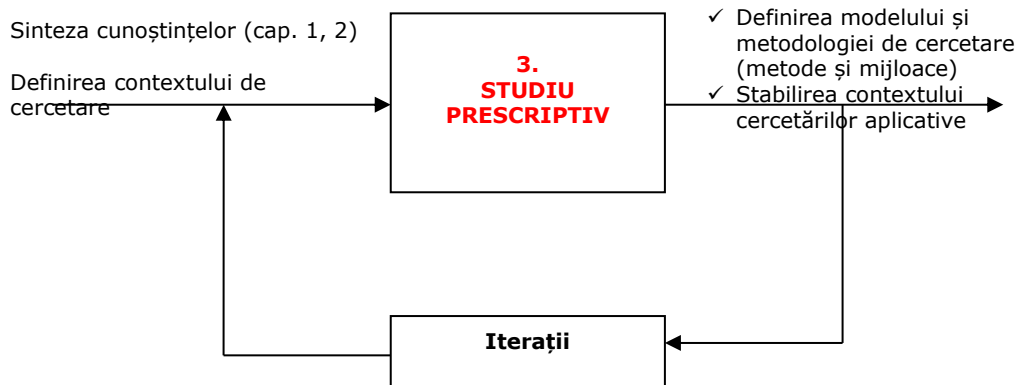 Sinteza cunoștințelor (cap. 1, 2)
Definirea contextului de
cercetare
3.
STUDIU
PRESCRIPTIV
✓ Definirea modelului și
metodologiei de cercetare
(metode și mijloace)
✓ Stabilirea contextului
cercetărilor aplicative
Iterații